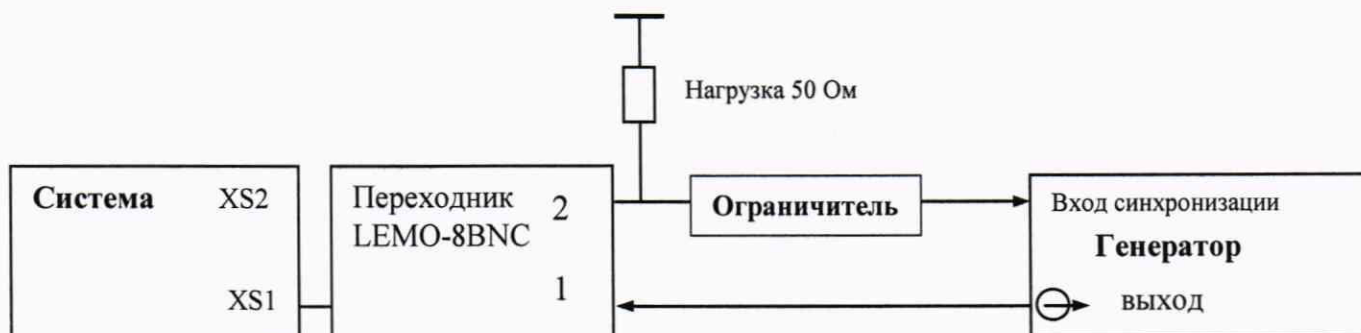 Нагрузка 50 Ом
Система XS2
Переходник 2
LEMO-8BNC
Ограничитель
Вход синхронизации
Генератор
XS1
1
выход